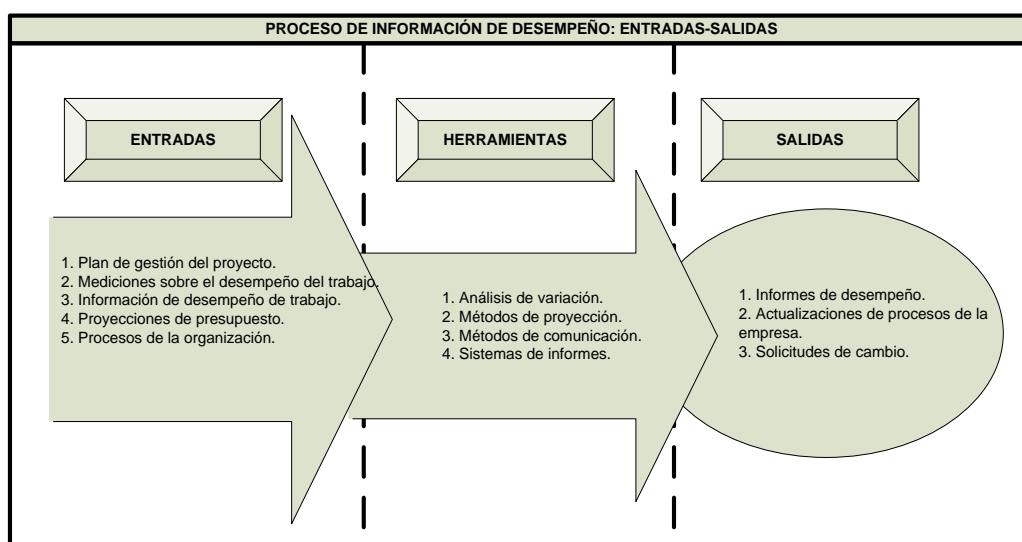 PROCESO DE INFORMACIÓN DE DESEMPEÑO: ENTRADAS-SALIDAS
ENTRADAS
1. Plan de gestión del proyecto.
2. Mediciones sobre el desempeño del trabajo.
3. Información de desempeño de trabajo.
4. Proyecciones de presupuesto.
5. Procesos de la organización.
HERRAMIENTAS
1. Análisis de variación.
2. Métodos de proyección.
3. Métodos de comunicación.
4. Sistemas de informes.
SALIDAS
1. Informes de desempeño.
2. Actualizaciones de procesos de la
empresa.
3. Solicitudes de cambio.